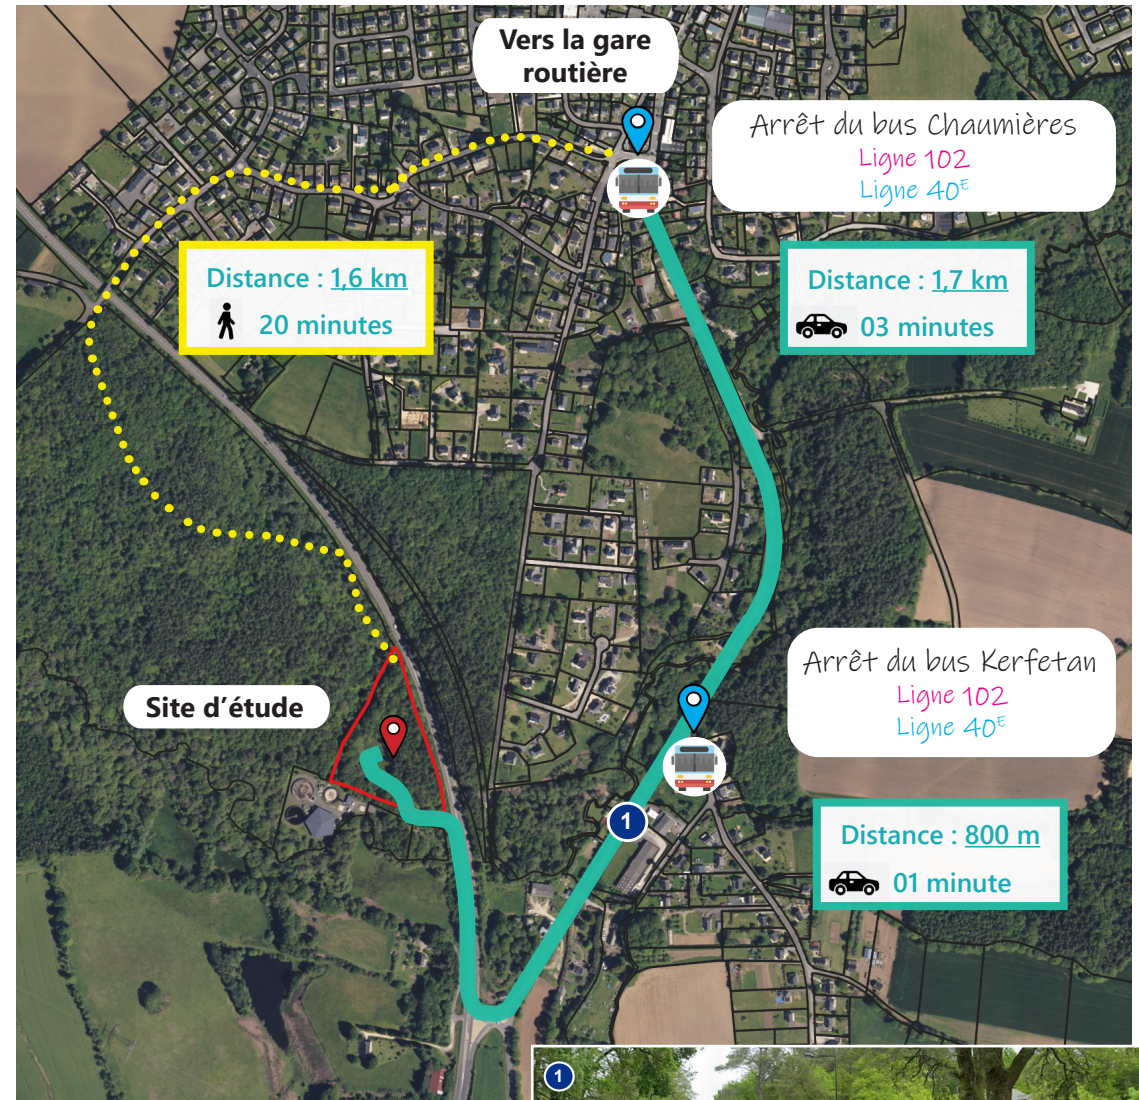 Vers la gare
routière
Arrêt du bus Chaumières
Ligne 102
Ligne 40E
Distance : 1,6 km
20 minutes
Distance : 1,7 km
03 minutes
Arrêt du bus Kerfetan
Ligne 102
Ligne 40E
Site d’étude
1
Distance : 800 m
01 minute
1